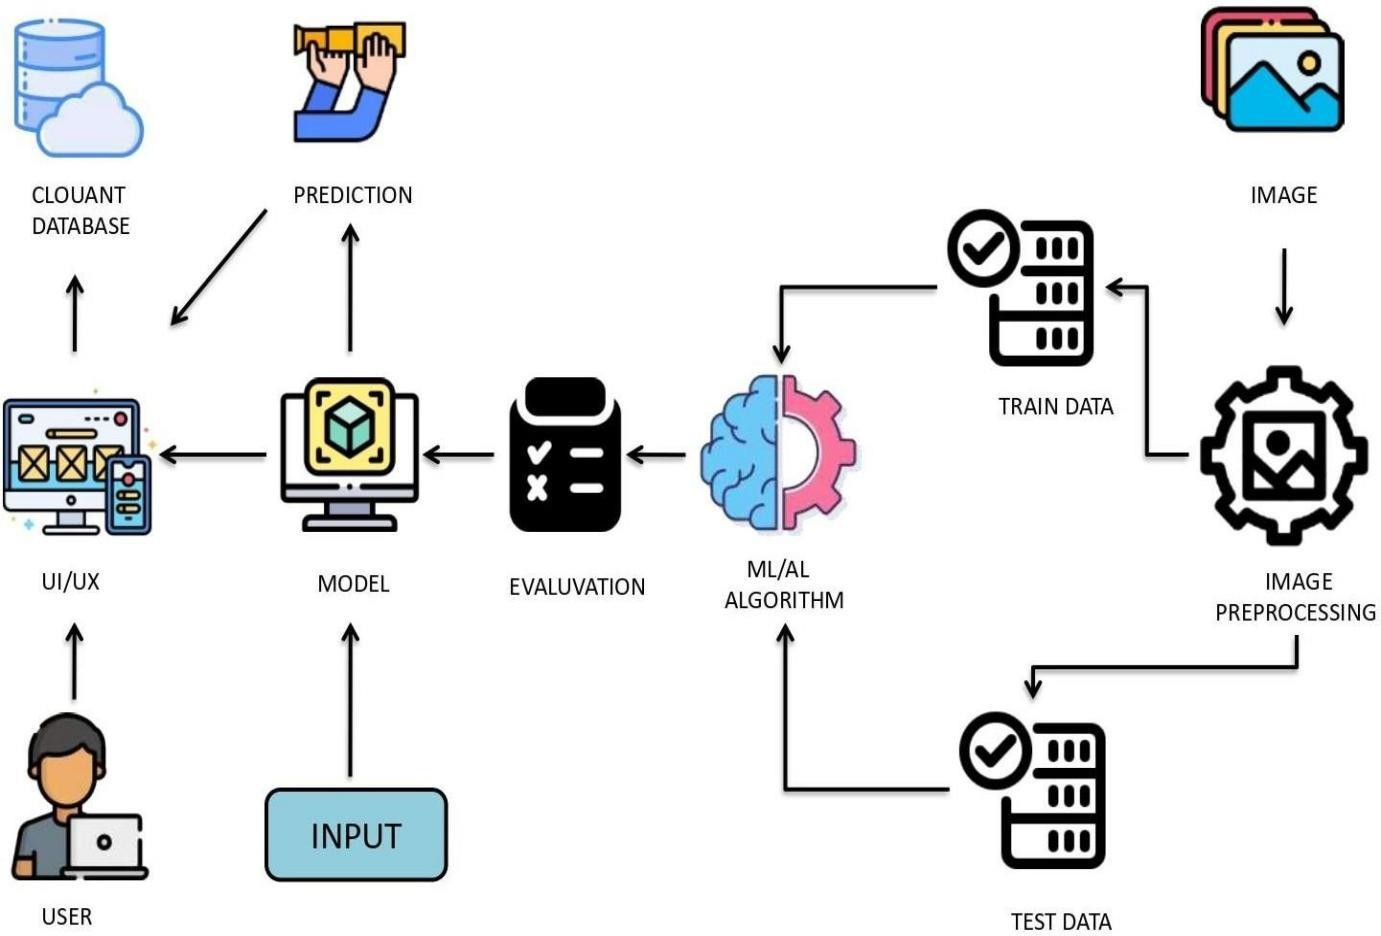 CLOUANT
DATABASE
PREDICTION
IMAGE
TRAIN DATA
UI/UX
MODEL
EVALUVATION
ML/AL
ALGORITHM
IMAGE
PREPROCESSING
INPUT
USER
TEST DATA